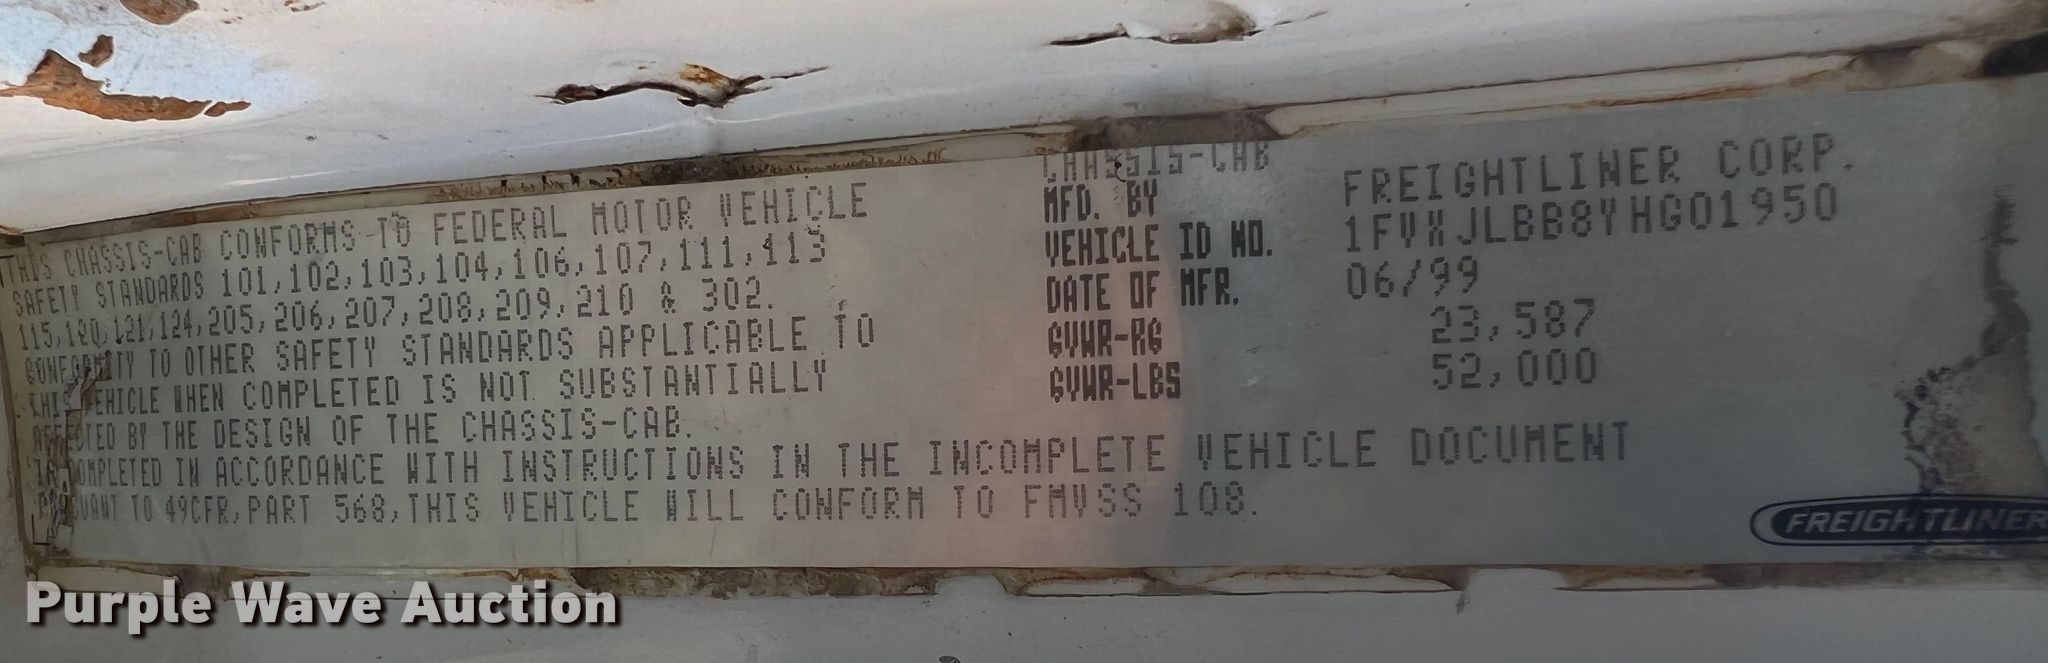 THIS CHASSIS-CAB CONFORMS TO FEDERAL MOTOR VEHICLE
SAFETY STANDARDS 101,102,103,104,106,107,111,113
115,120,121,124,205,206,207,208,209,210 & 302.
CONFORMITY TO OTHER SAFETY STANDARDS APPLICABLE TO
THIS VEHICLE WHEN COMPLETED IS NOT SUBSTANTIALLY
AFFECTED BY THE DESIGN OF THE CHASSIS-CAB.
COMPLETED IN ACCORDANCE WITH INSTRUCTIONS IN THE INCOMPLETE VEHICLE DOCUMENT
PURSUANT TO 49CFR, PART 568, THIS VEHICLE WILL CONFORM TO FMVSS 108.
CHASSIS-CAB
MFD. BY FREIGHTLINER CORP.
VEHICLE ID NO. 1FVXJLBB8YHG01950
DATE OF MFR. 06/99
GVWR-KG 23,587
GVWR-LBS 52,000
FREIGHTLINER
Purple Wave Auction